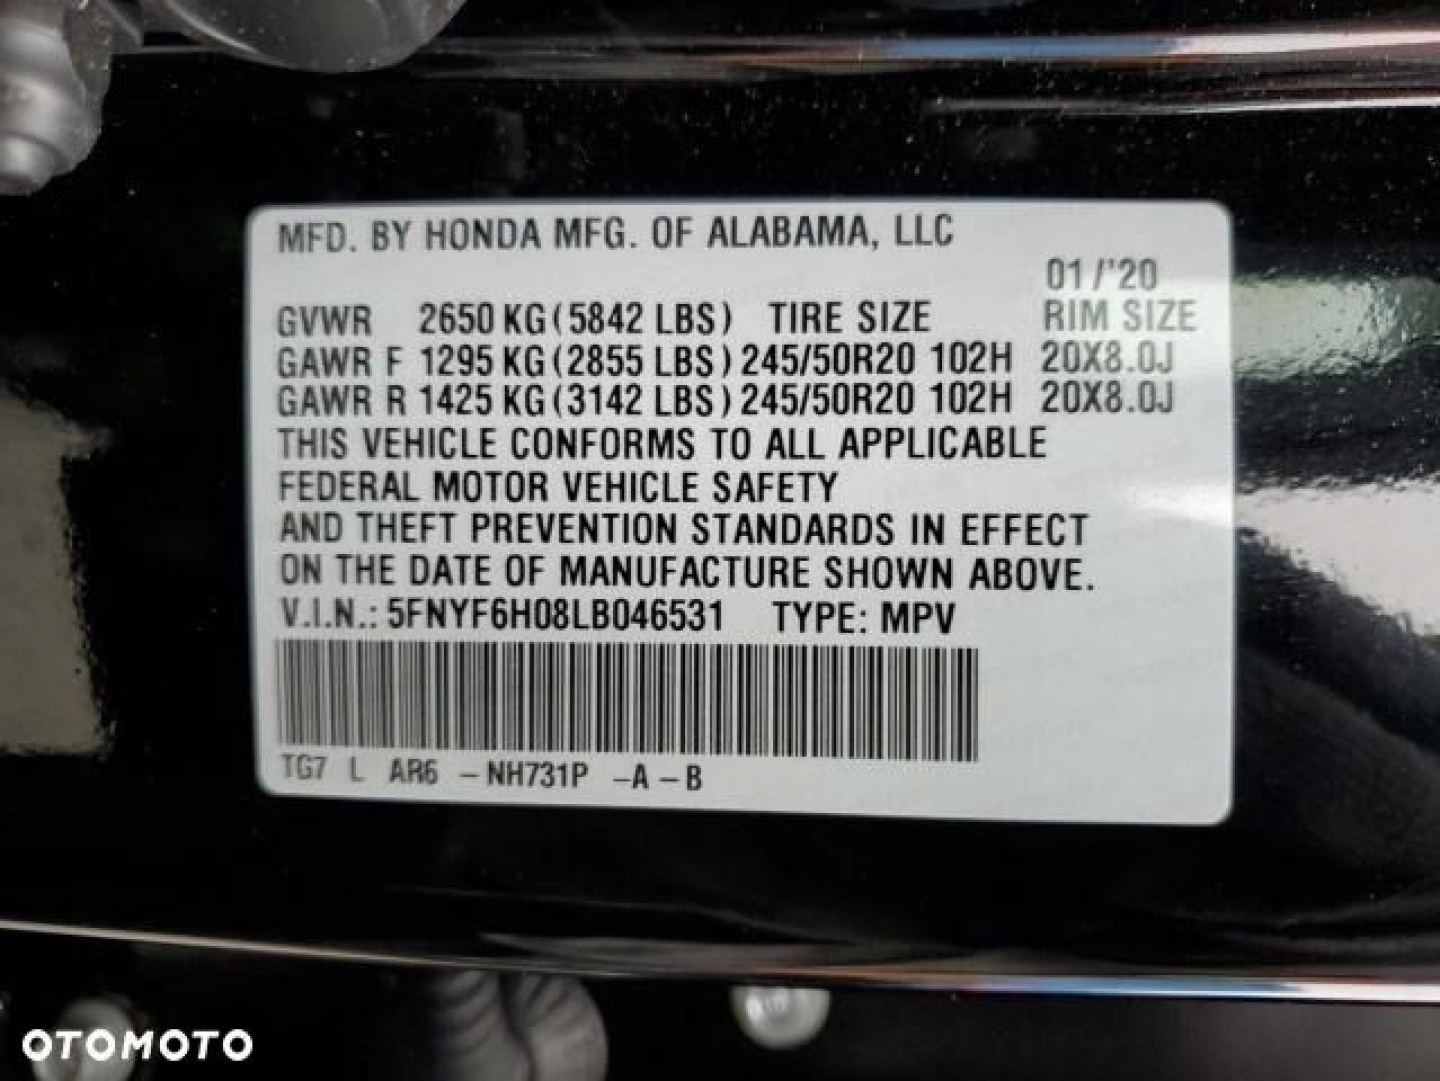 MFD. BY HONDA MFG. OF ALABAMA, LLC
01/'20
GVWR 2650 KG (5842 LBS) TIRE SIZE RIM SIZE
GAWR F 1295 KG (2855 LBS) 245/50R20 102H 20X8.0J
GAWR R 1425 KG (3142 LBS) 245/50R20 102H 20X8.0J
THIS VEHICLE CONFORMS TO ALL APPLICABLE
FEDERAL MOTOR VEHICLE SAFETY
AND THEFT PREVENTION STANDARDS IN EFFECT
ON THE DATE OF MANUFACTURE SHOWN ABOVE.
V.I.N.: 5FNYF6H08LB046531 TYPE: MPV
TG7 L AR6 -NH731P -A-B
OTOMOTO